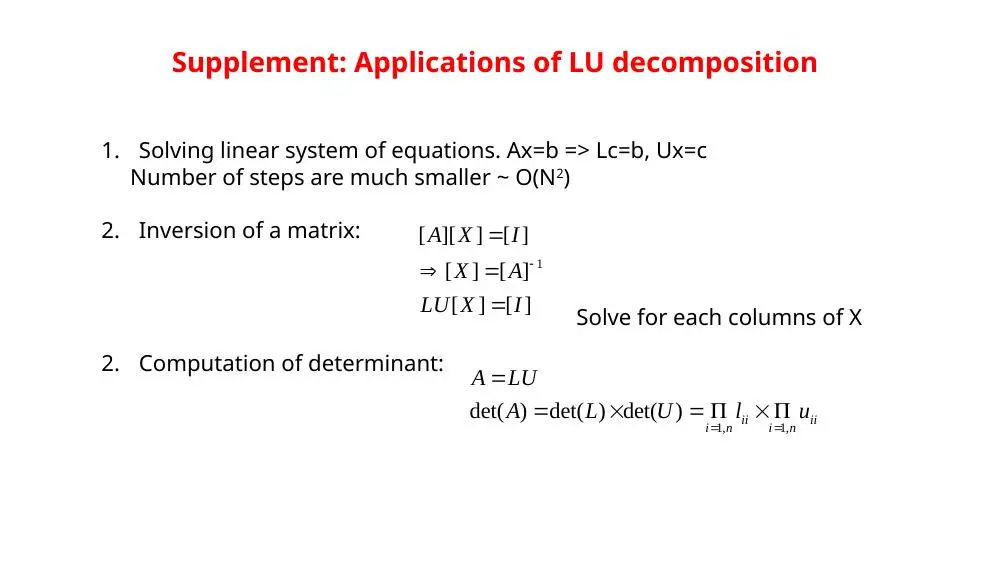 Supplement: Applications of LU decomposition
1. Solving linear system of equations. Ax=b => Lc=b, Ux=c
Number of steps are much smaller ~ O(N²)
2. Inversion of a matrix:
[A][X]=[I]
⇒ [X]=[A]⁻¹
LU[X]=[I]
Solve for each columns of X
2. Computation of determinant:
A=LU
det(A)=det(L)×det(U)=Π l_ii × Π u_ii
i=1,n i=1,n